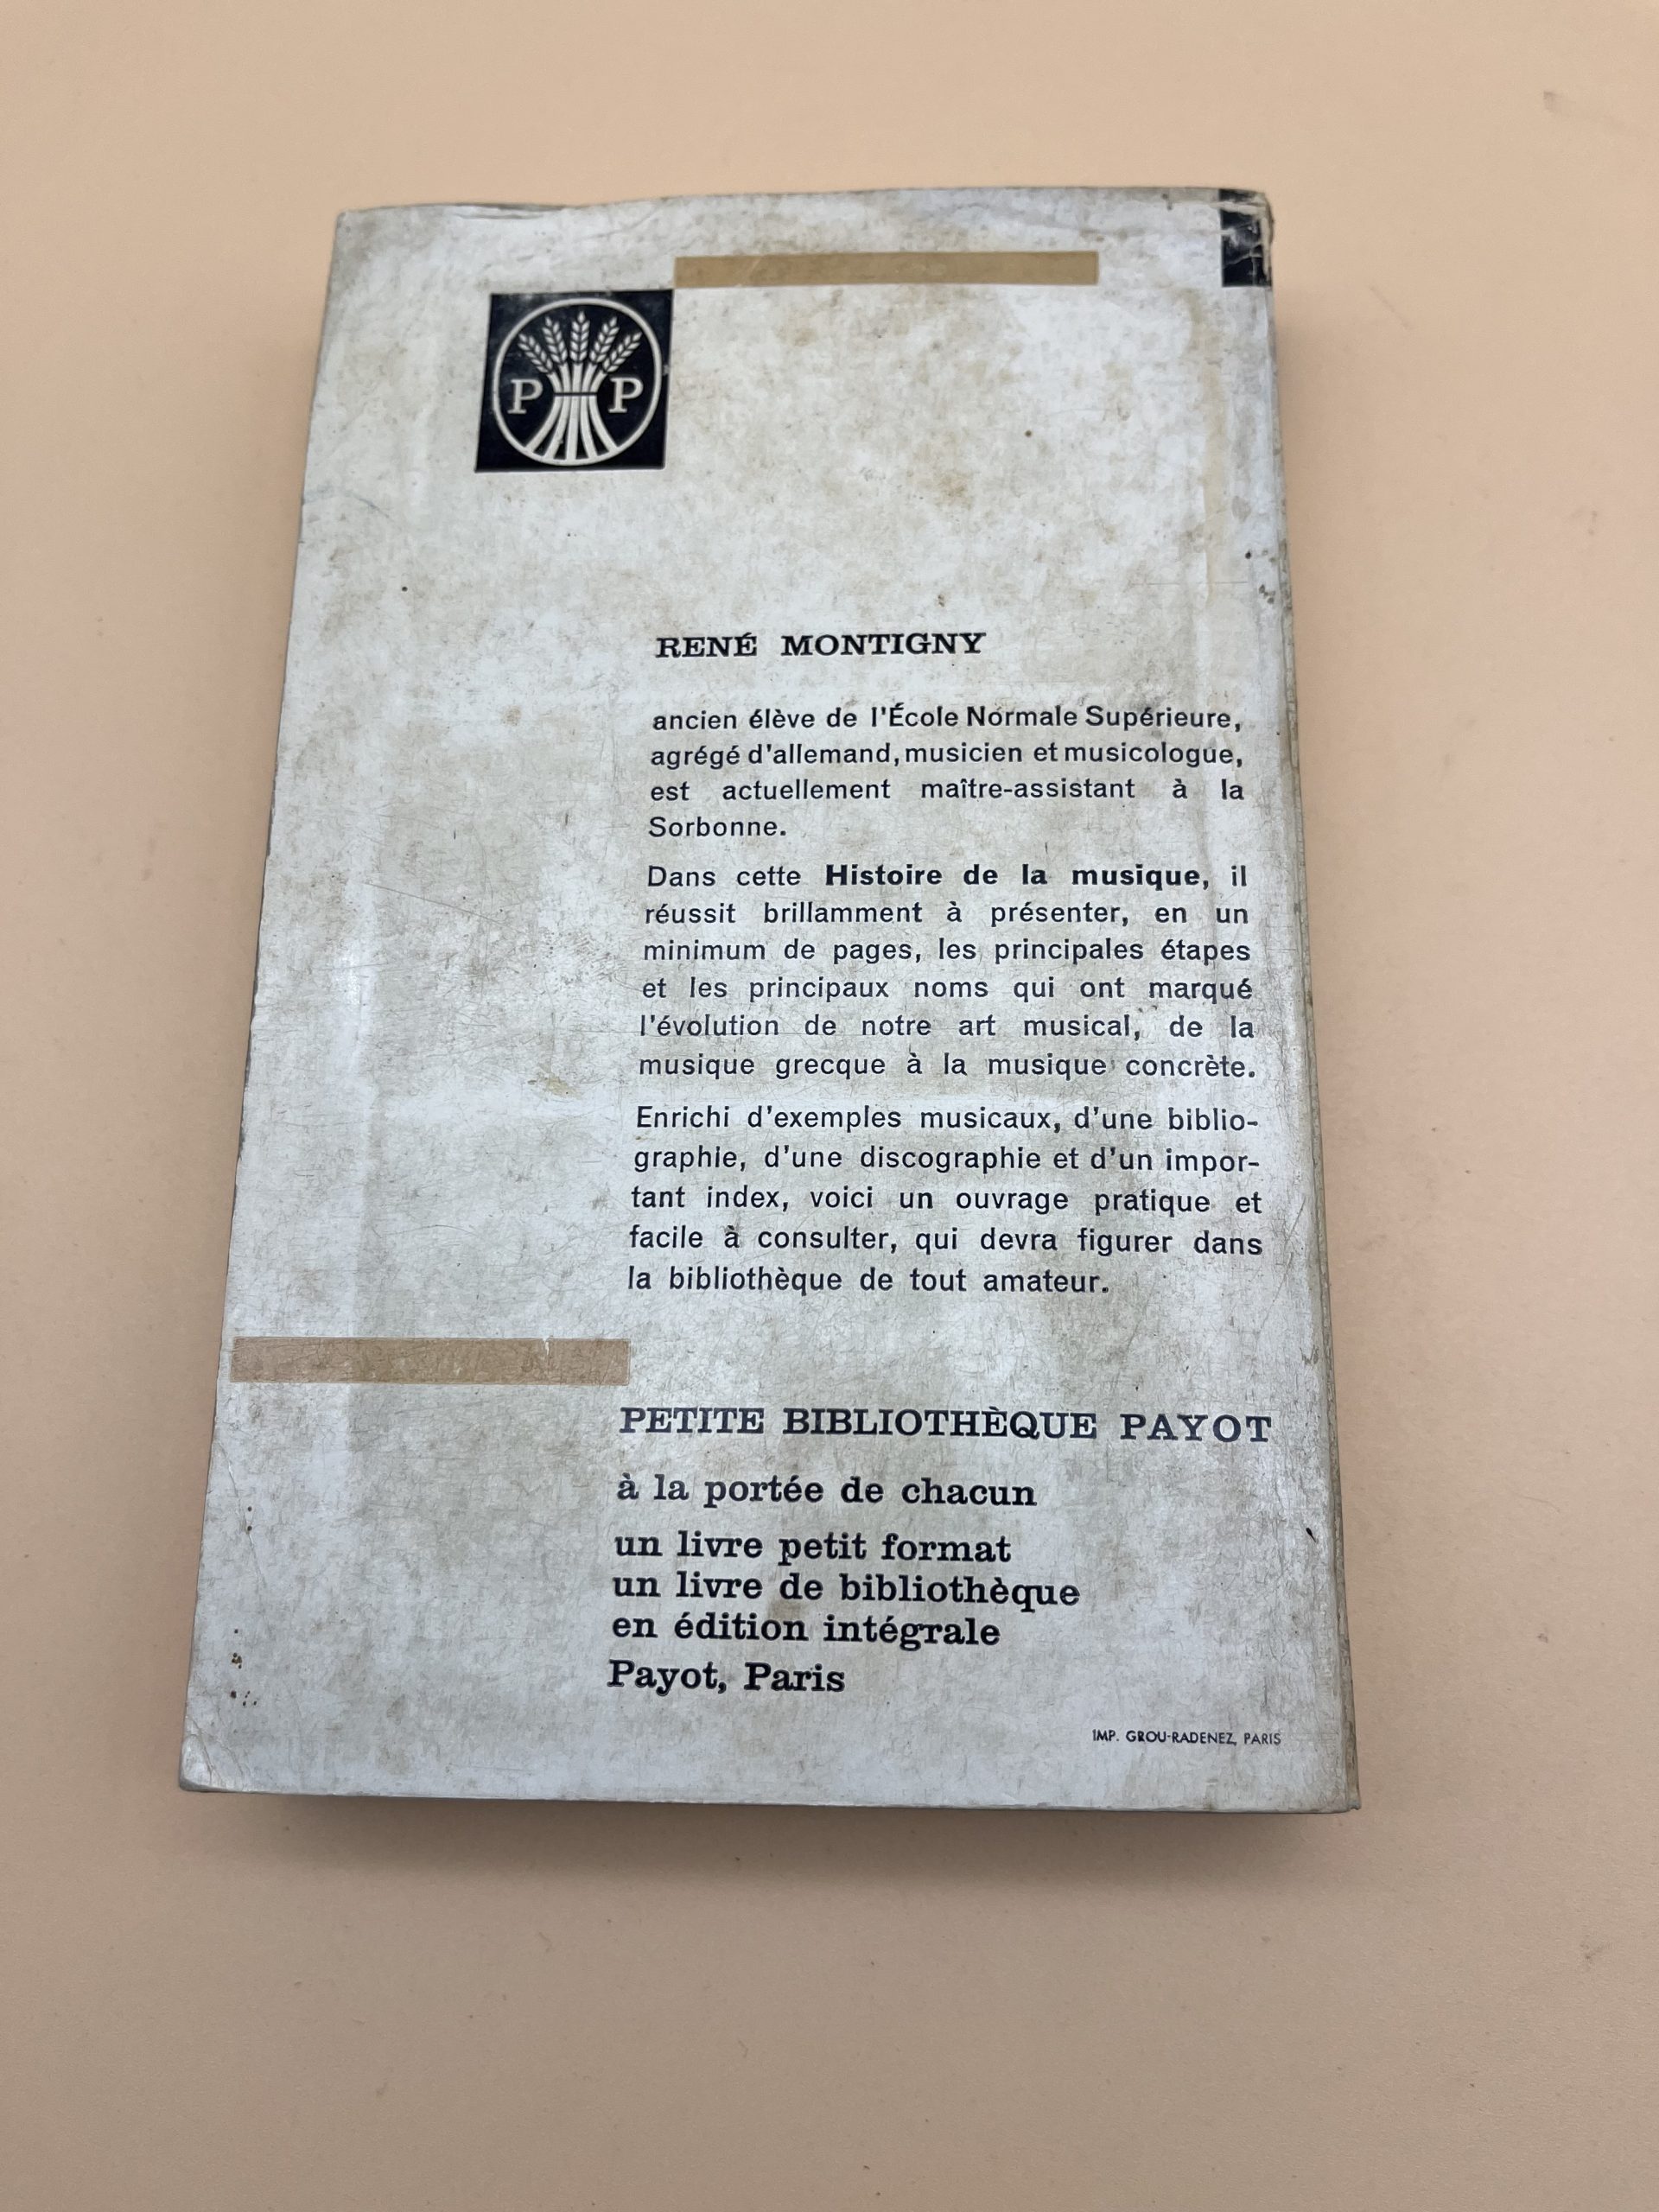 P P
RENÉ MONTIGNY
ancien élève de l'École Normale Supérieure,
agrégé d'allemand, musicien et musicologue,
est actuellement maître-assistant à la
Sorbonne.
Dans cette Histoire de la musique, il
réussit brillamment à présenter, en un
minimum de pages, les principales étapes
et les principaux noms qui ont marqué
l'évolution de notre art musical, de la
musique grecque à la musique concrète.
Enrichi d'exemples musicaux, d'une biblio-
graphie, d'une discographie et d'un impor-
tant index, voici un ouvrage pratique et
facile à consulter, qui devra figurer dans
la bibliothèque de tout amateur.
PETITE BIBLIOTHÈQUE PAYOT
à la portée de chacun
un livre petit format
un livre de bibliothèque
en édition intégrale
Payot, Paris
IMP. GROU-RADENEZ, PARIS